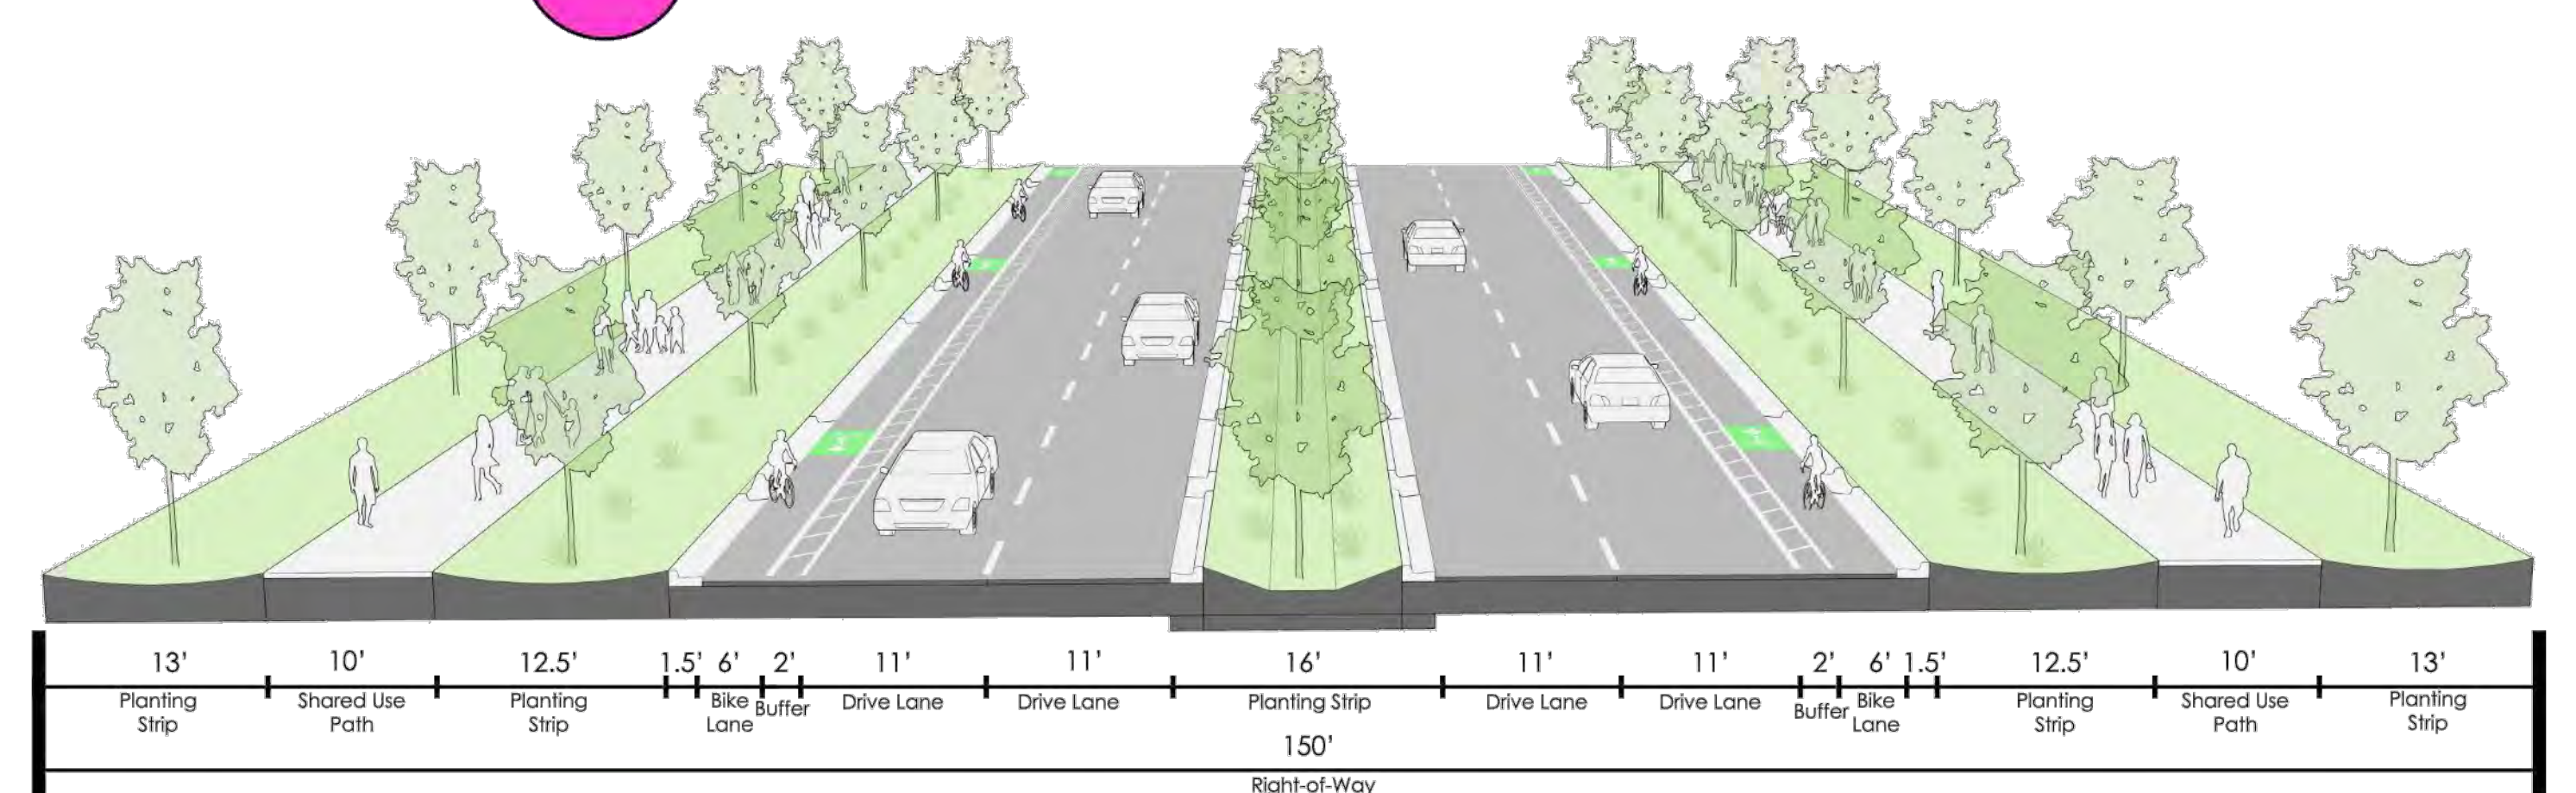 13' 10' 12.5' 1.5' 6' 2' 11' 11' 16' 11' 11' 2' 6' 1.5' 12.5' 10' 13'
Planting Strip
Shared Use Path
Planting Strip
Bike Lane
Buffer
Drive Lane
Drive Lane
Planting Strip
Drive Lane
Drive Lane
Buffer
Bike Lane
Planting Strip
Shared Use Path
Planting Strip
150'
Right-of-Way